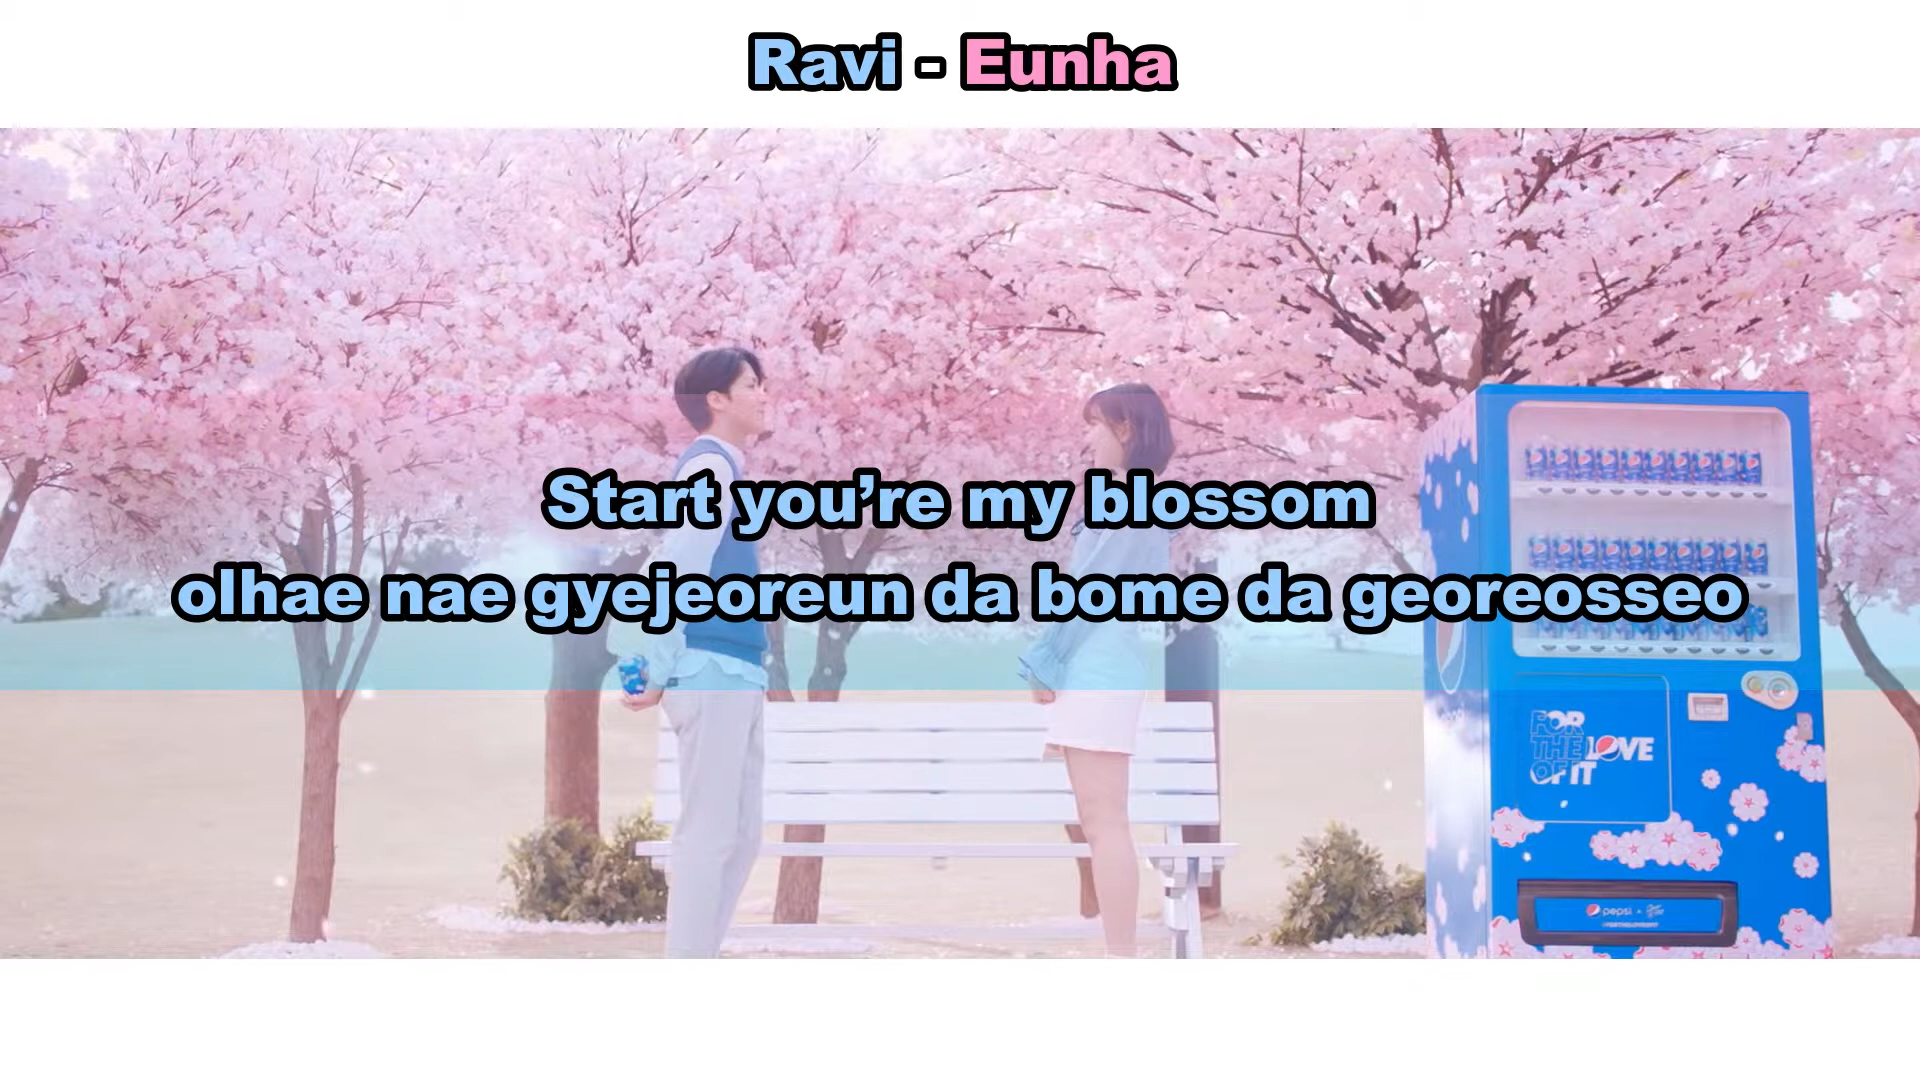 Ravi - Eunha
Start you’re my blossom
olhae nae gyejeoreun da bome da georeosseo
FOR
THE LOVE
OF IT
pepsi